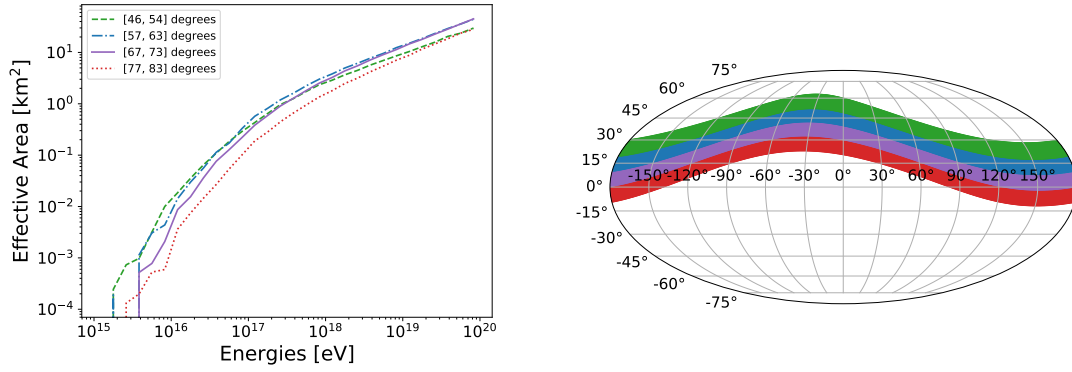 [46, 54] degrees
[57, 63] degrees
[67, 73] degrees
[77, 83] degrees
Effective Area [km²]
10¹
10⁰
10⁻¹
10⁻²
10⁻³
10⁻⁴
10¹⁵ 10¹⁶ 10¹⁷ 10¹⁸ 10¹⁹ 10²⁰
Energies [eV]
75°
60°
45°
30°
15°
0°
-15°
-30°
-45°
-60°
-75°
-150° -120° -90° -60° -30° 0° 30° 60° 90° 120° 150°